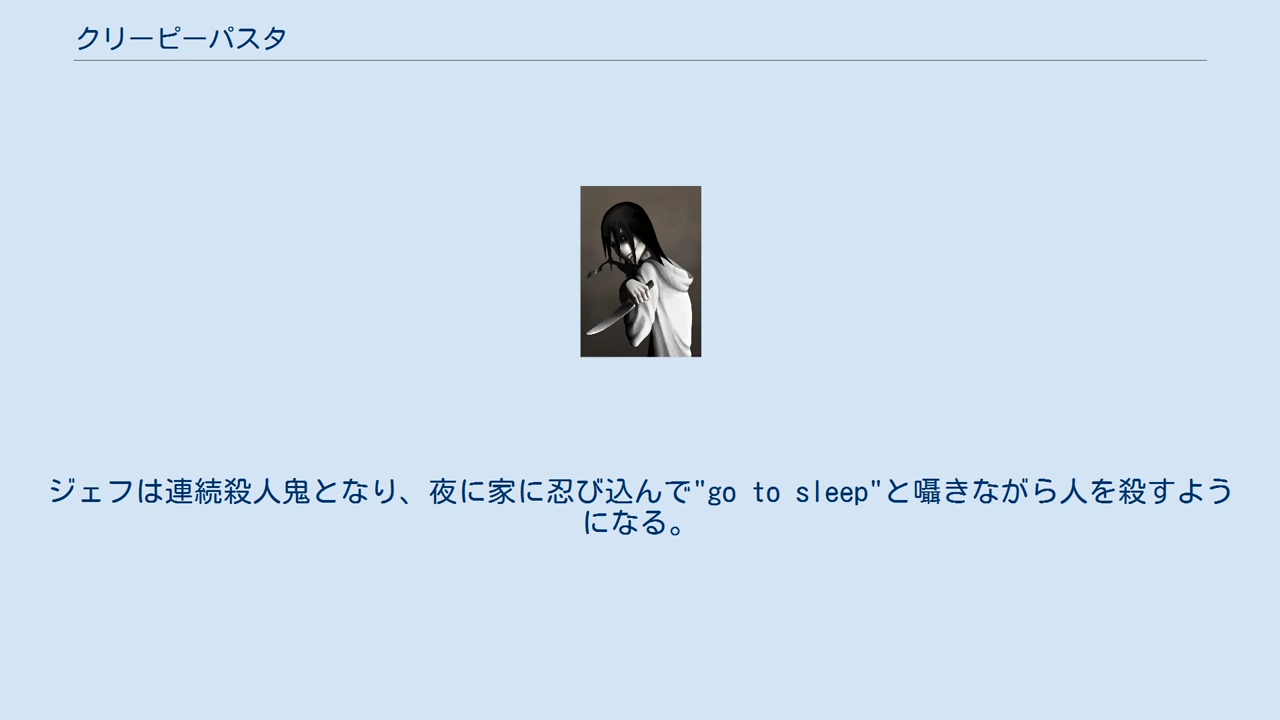 クリーピーパスタ
ジェフは連続殺人鬼となり、夜に家に忍び込んで"go to sleep"と囁きながら人を殺すよう
になる。